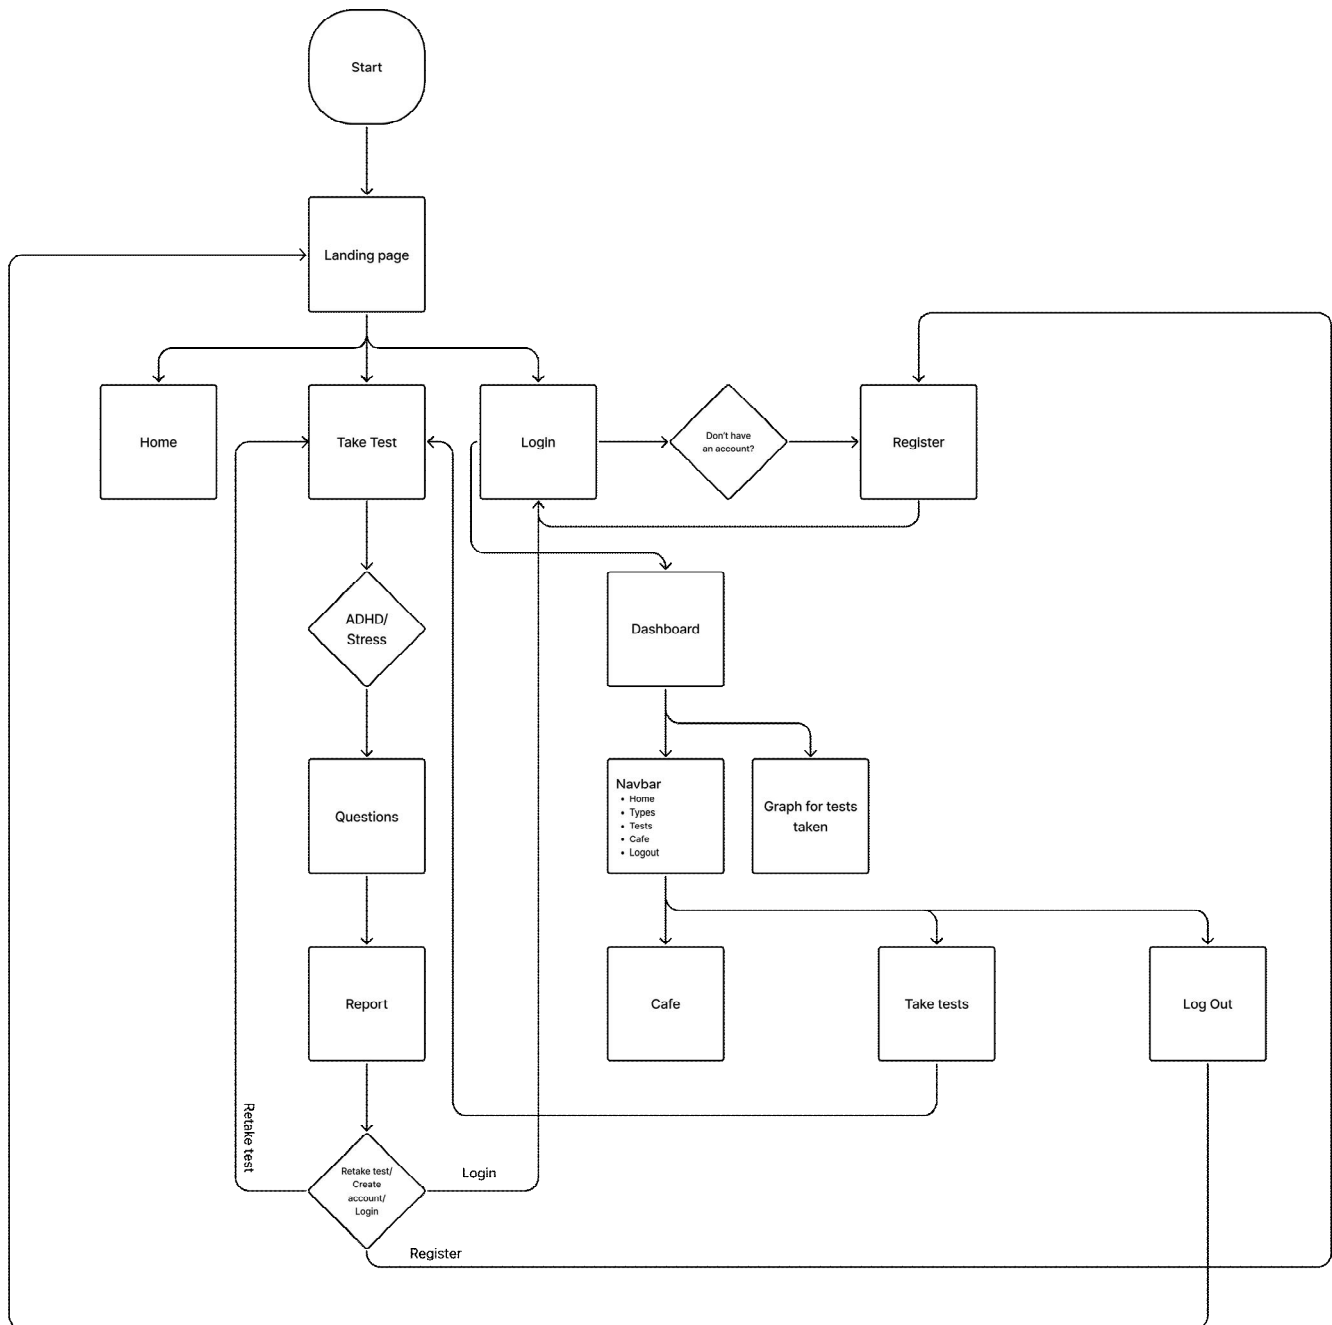 Start
Landing page
Home
Take Test
Login
Don't have
an account?
Register
ADHD/
Stress
Dashboard
Questions
Navbar
• Home
• Types
• Tests
• Cafe
• Logout
Graph for tests
taken
Report
Cafe
Take tests
Log Out
Retake test
Retake test/
Create
account/
Login
Login
Register